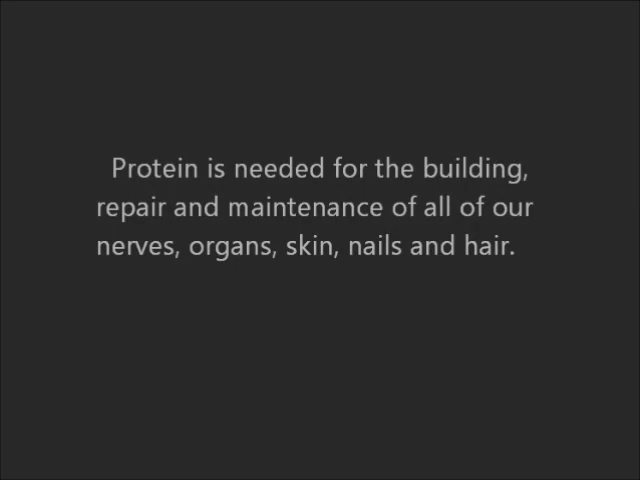 Protein is needed for the building,
repair and maintenance of all of our
nerves, organs, skin, nails and hair.